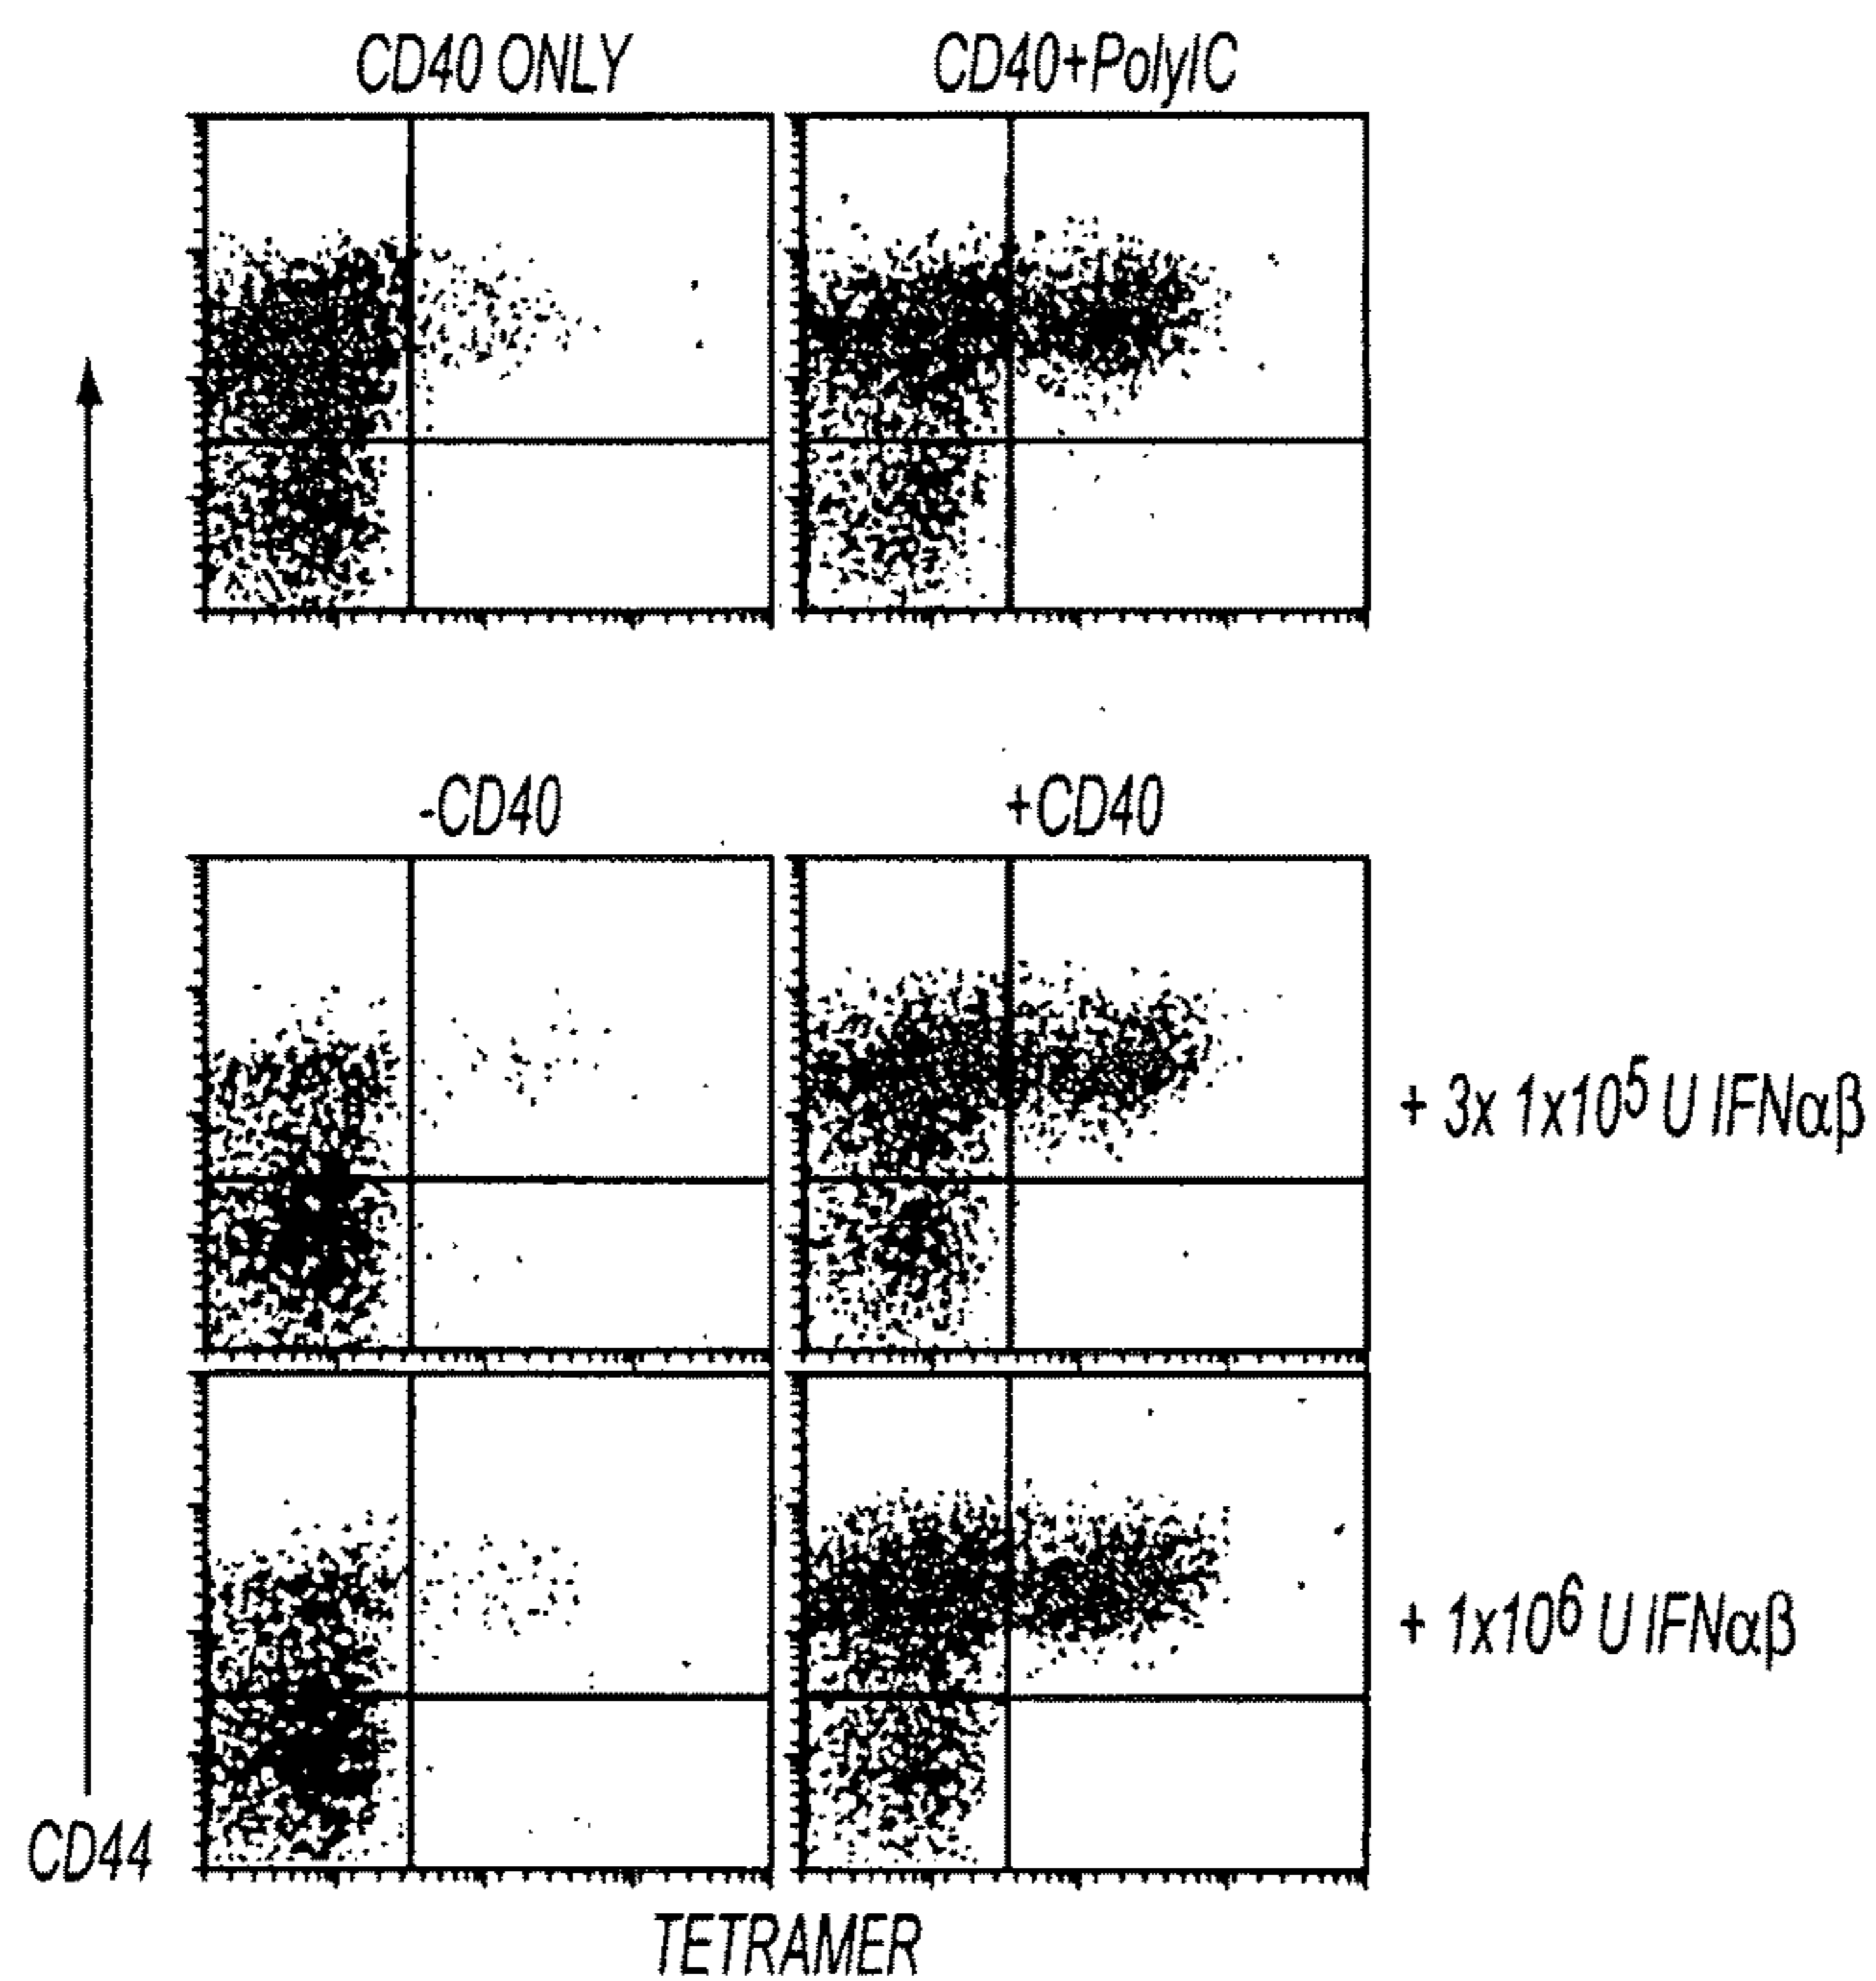 CD40 ONLY
CD40+PolyIC
-CD40
+CD40
+ 3x 1x10⁵ U IFNαβ
+ 1x10⁶ U IFNαβ
CD44
TETRAMER